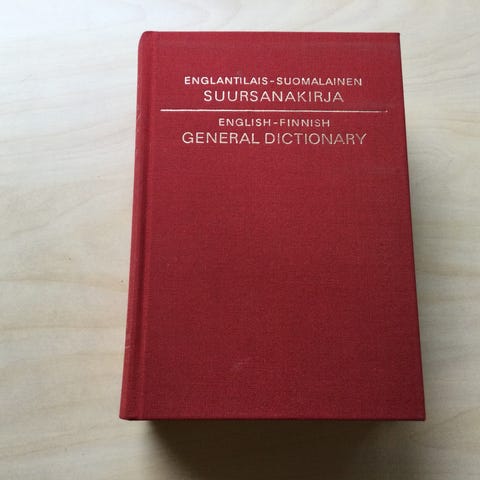 ENGLANTILAIS-SUOMALAINEN
SUURSANAKIRJA
ENGLISH-FINNISH
GENERAL DICTIONARY